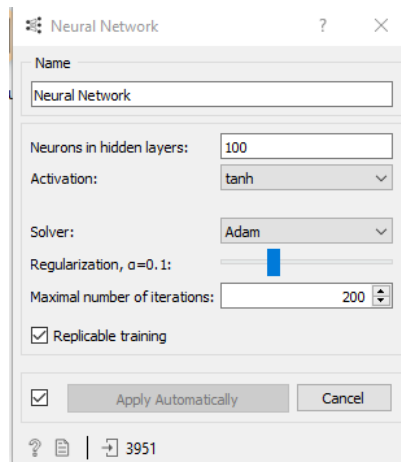 Neural Network ?
Name
Neural Network
Neurons in hidden layers: 100
Activation: tanh
Solver: Adam
Regularization, α=0.1:
Maximal number of iterations: 200
Replicable training
Apply Automatically Cancel
? 3951